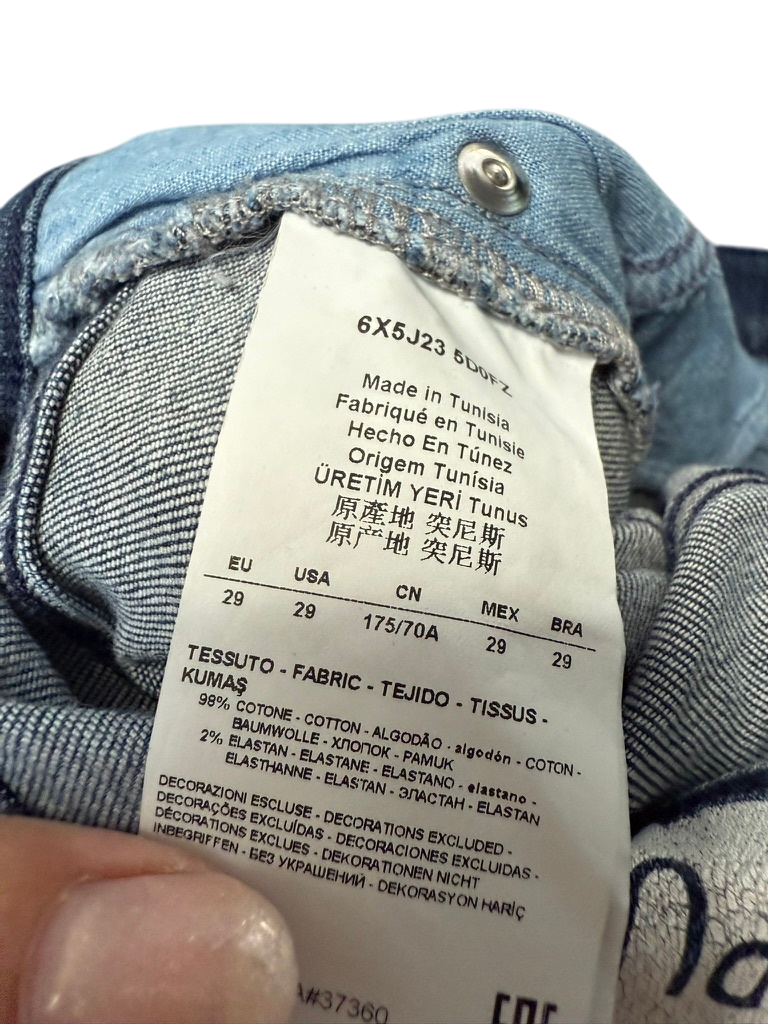 6X5J23 5D0FZ
Made in Tunisia
Fabriqué en Tunisie
Hecho En Túnez
Origem Tunísia
ÜRETİM YERİ Tunus
原產地 突尼斯
原产地 突尼斯
EU USA CN MEX BRA
29 29 175/70A 29 29
TESSUTO - FABRIC - TEJIDO - TISSUS -
KUMAŞ
98% COTONE - COTTON - ALGODÃO - algodón - COTON -
BAUMWOLLE - ХЛОПОК - PAMUK
2% ELASTAN - ELASTANE - ELASTANO - elastano -
ELASTHANNE - ELASTAN - ЭЛАСТАН - ELASTAN
DECORAZIONI ESCLUSE - DECORATIONS EXCLUDED -
DECORAÇÕES EXCLUÍDAS - DECORACIONES EXCLUIDAS -
DÉCORATIONS EXCLUES - DEKORATIONEN NICHT
INBEGRIFFEN - БЕЗ УКРАШЕНИЙ - DEKORASYON HARİÇ
A#37360